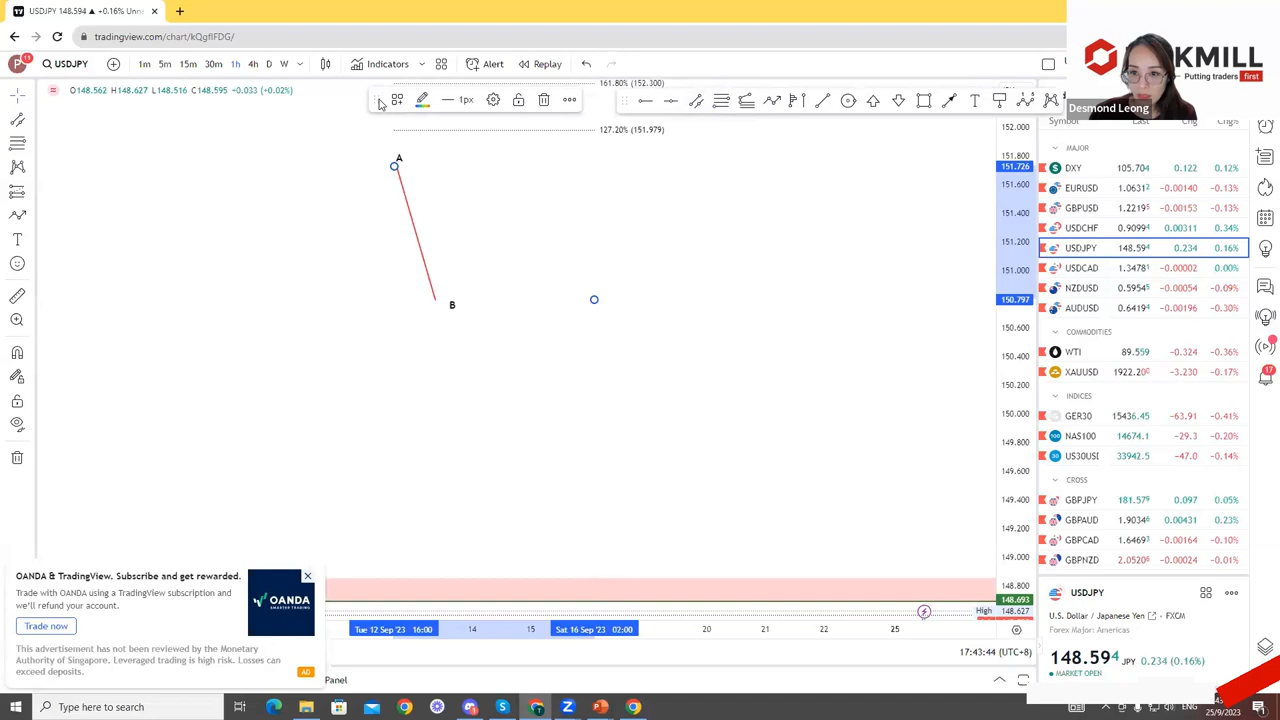 USDJPY 148.594 ▲ +0.16% Unn
tradingview.com/chart/kQgflFDG/
P 11 USDJPY 1m 5m 15m 30m 1h 4h D W Indicators Alert Replay
O148.562 H148.627 L148.516 C148.595 +0.033 (+0.02%)
KMILL
Putting traders first
Desmond Leong
161.80% (152.300)
1px
127.20% (151.979)
A
B
152.000
151.800
151.726
151.600
151.400
151.200
151.000
150.797
150.600
150.400
150.200
150.000
149.800
149.600
149.400
149.200
149.000
148.800
148.693
High 148.627
Symbol Last Chg Chg%
MAJOR
DXY 105.704 0.122 0.12%
EURUSD 1.06312 -0.00140 -0.13%
GBPUSD 1.22195 -0.00153 -0.13%
USDCHF 0.90994 0.00311 0.34%
USDJPY 148.594 0.234 0.16%
USDCAD 1.34781 -0.00002 0.00%
NZDUSD 0.59545 -0.00054 -0.09%
AUDUSD 0.64194 -0.00196 -0.30%
COMMODITIES
WTI 89.559 -0.324 -0.36%
XAUUSD 1922.200 -3.230 -0.17%
17
INDICES
GER30 15436.45 -63.91 -0.41%
NAS100 14674.1 -29.3 -0.20%
US30USD 33942.5 -47.0 -0.14%
CROSS
GBPJPY 181.579 0.097 0.05%
GBPAUD 1.90346 0.00431 0.23%
GBPCAD 1.64693 -0.00164 -0.10%
GBPNZD 2.05206 -0.00024 -0.01%
USDJPY
U.S. Dollar / Japanese Yen • FXCM
Forex Major: Americas
148.594 JPY 0.234 (0.16%)
MARKET OPEN
OANDA & TradingView. Subscribe and get rewarded.
Trade with OANDA using a TradingView subscription and
we'll refund your account.
Trade now
OANDA
SMARTER TRADING
This advertisement has not been reviewed by the Monetary
Authority of Singapore. Leveraged trading is high risk. Losses can
exceed deposits.
AD
Tue 12 Sep '23 16:00 14 15 Sat 16 Sep '23 02:00 20 21 22 25
17:43:44 (UTC+8)
Panel
Type here to search
ENG
25/9/2023
1